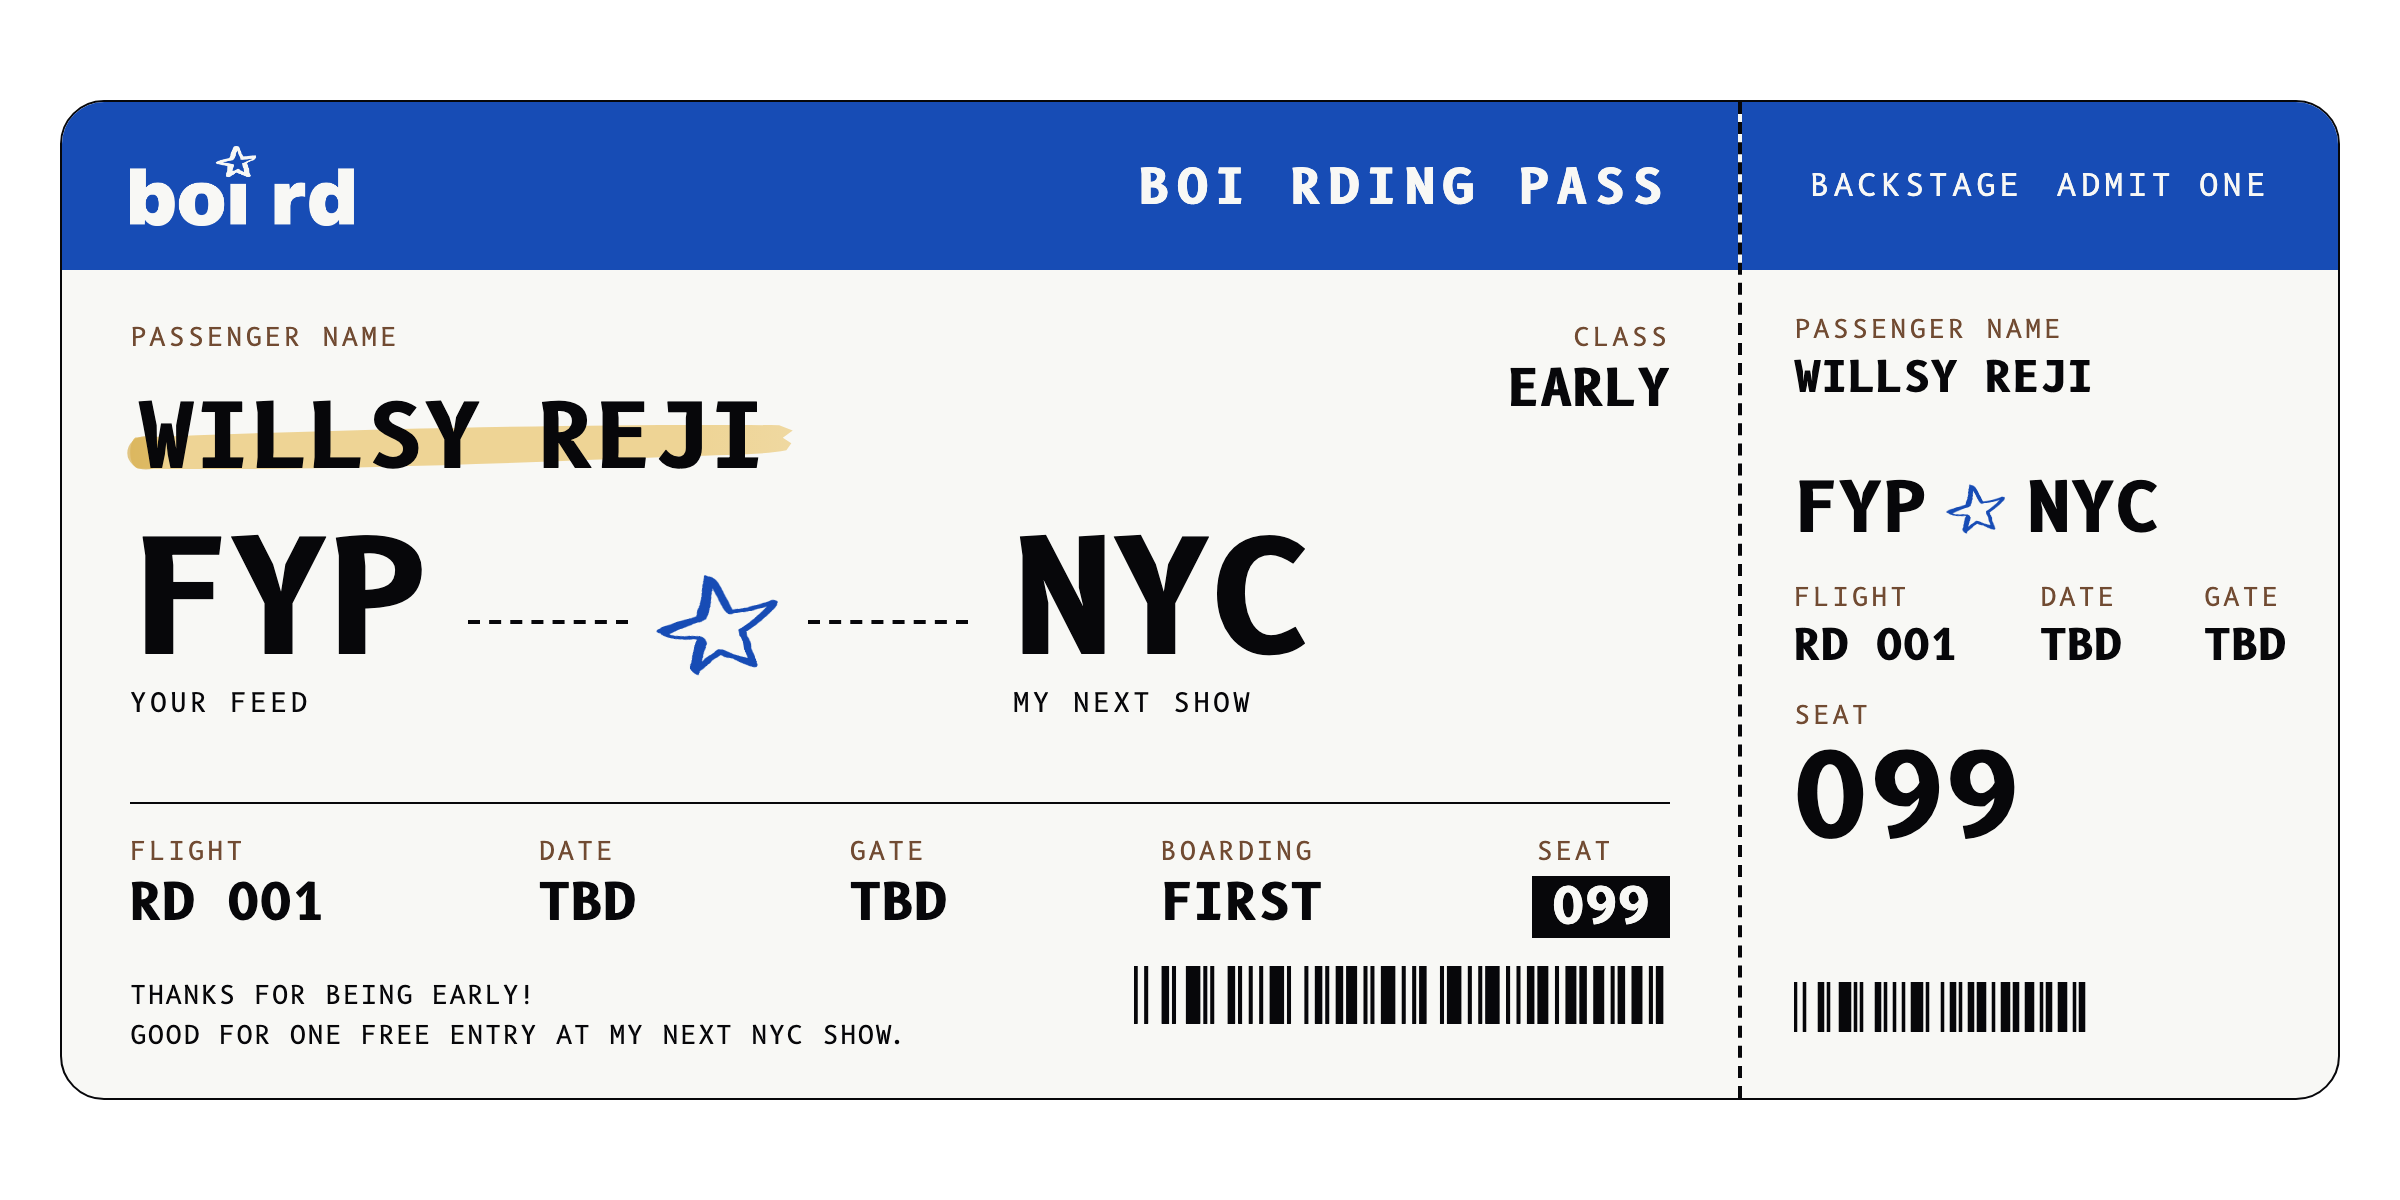 boi rd
BOI RDING PASS
PASSENGER NAME
WILLSY REJI
CLASS
EARLY
FYP
NYC
YOUR FEED
MY NEXT SHOW
FLIGHT
RD 001
DATE
TBD
GATE
TBD
BOARDING
FIRST
SEAT
099
THANKS FOR BEING EARLY!
GOOD FOR ONE FREE ENTRY AT MY NEXT NYC SHOW.
BACKSTAGE ADMIT ONE
PASSENGER NAME
WILLSY REJI
FYP NYC
FLIGHT
RD 001
DATE
TBD
GATE
TBD
SEAT
099